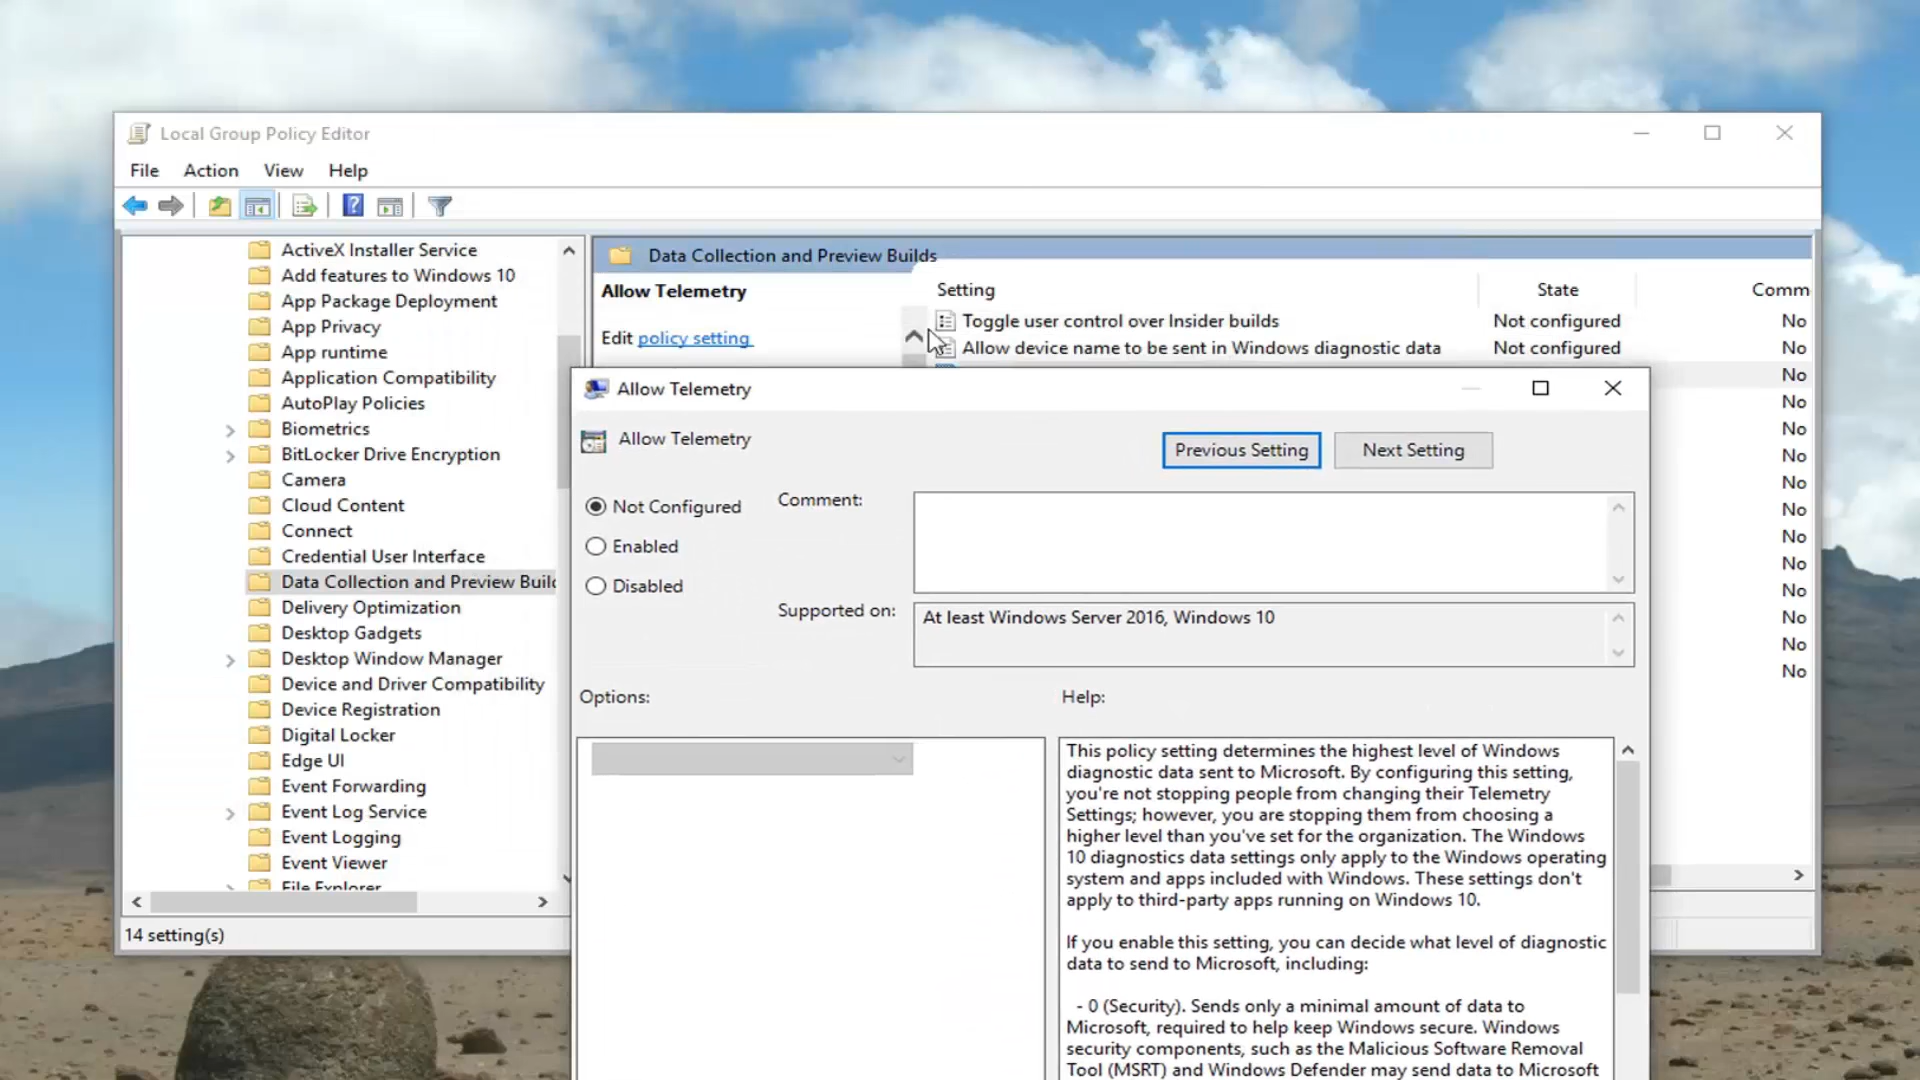 Local Group Policy Editor
File Action View Help
ActiveX Installer Service
Add features to Windows 10
App Package Deployment
App Privacy
App runtime
Application Compatibility
AutoPlay Policies
Biometrics
BitLocker Drive Encryption
Camera
Cloud Content
Connect
Credential User Interface
Data Collection and Preview Build
Delivery Optimization
Desktop Gadgets
Desktop Window Manager
Device and Driver Compatibility
Device Registration
Digital Locker
Edge UI
Event Forwarding
Event Log Service
Event Logging
Event Viewer
File Explorer
14 setting(s)
Data Collection and Preview Builds
Allow Telemetry
Edit policy setting
Setting State Comm
Toggle user control over Insider builds Not configured No
Allow device name to be sent in Windows diagnostic data Not configured No
No
No
No
No
No
No
No
No
No
No
No
No
Allow Telemetry
Allow Telemetry
Previous Setting Next Setting
Not Configured
Enabled
Disabled
Comment:
Supported on:
At least Windows Server 2016, Windows 10
Options:
Help:
This policy setting determines the highest level of Windows
diagnostic data sent to Microsoft. By configuring this setting,
you're not stopping people from changing their Telemetry
Settings; however, you are stopping them from choosing a
higher level than you've set for the organization. The Windows
10 diagnostics data settings only apply to the Windows operating
system and apps included with Windows. These settings don't
apply to third-party apps running on Windows 10.
If you enable this setting, you can decide what level of diagnostic
data to send to Microsoft, including:
- 0 (Security). Sends only a minimal amount of data to
Microsoft, required to help keep Windows secure. Windows
security components, such as the Malicious Software Removal
Tool (MSRT) and Windows Defender may send data to Microsoft